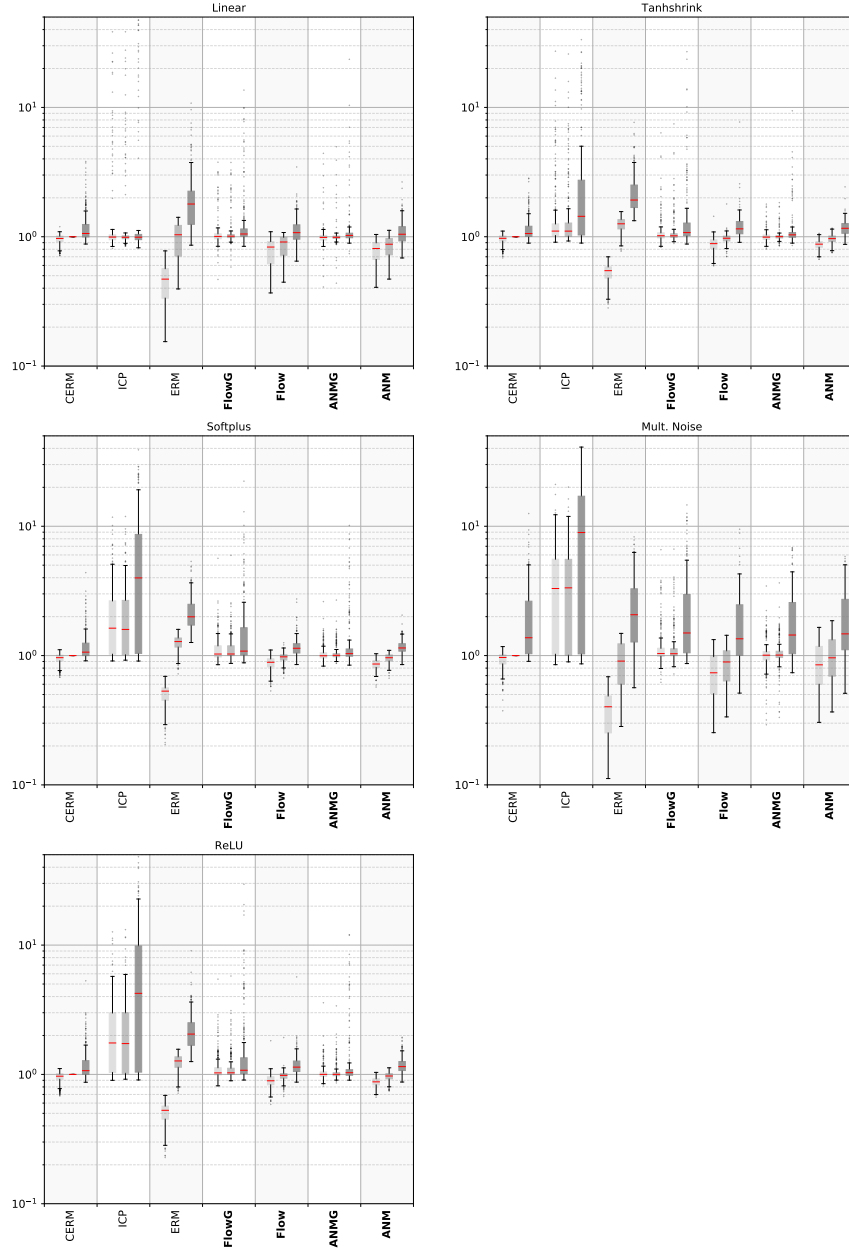 Linear
10¹
10⁰
10⁻¹
CERM
ICP
ERM
FlowG
Flow
ANMG
ANM
Tanhshrink
10¹
10⁰
10⁻¹
CERM
ICP
ERM
FlowG
Flow
ANMG
ANM
Softplus
10¹
10⁰
10⁻¹
CERM
ICP
ERM
FlowG
Flow
ANMG
ANM
Mult. Noise
10¹
10⁰
10⁻¹
CERM
ICP
ERM
FlowG
Flow
ANMG
ANM
ReLU
10¹
10⁰
10⁻¹
CERM
ICP
ERM
FlowG
Flow
ANMG
ANM